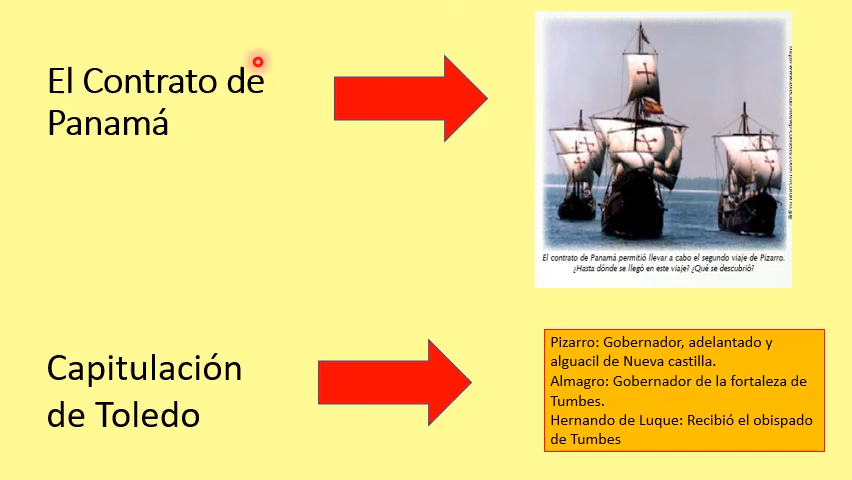 El Contrato de
Panamá
El contrato de Panamá permitió llevar a cabo el segundo viaje de Pizarro.
¿Hasta dónde se llegó en este viaje? ¿Qué se descubrió?
Capitulación
de Toledo
Pizarro: Gobernador, adelantado y
alguacil de Nueva castilla.
Almagro: Gobernador de la fortaleza de
Tumbes.
Hernando de Luque: Recibió el obispado
de Tumbes